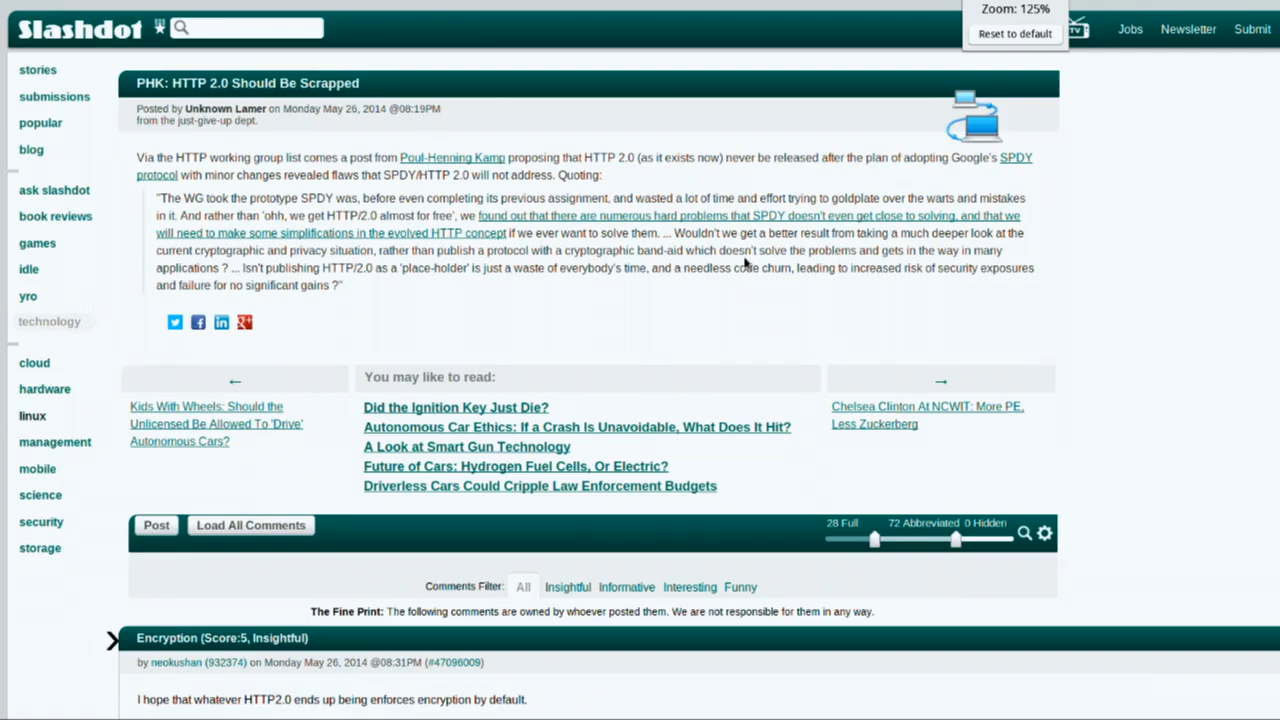 Slashdot
Zoom: 125%
Reset to default
TV
Jobs Newsletter Submit
stories
submissions
popular
blog
ask slashdot
book reviews
games
idle
yro
technology
cloud
hardware
linux
management
mobile
science
security
storage
PHK: HTTP 2.0 Should Be Scrapped
Posted by Unknown Lamer on Monday May 26, 2014 @08:19PM
from the just-give-up dept.
Via the HTTP working group list comes a post from Poul-Henning Kamp proposing that HTTP 2.0 (as it exists now) never be released after the plan of adopting Google's SPDY
protocol with minor changes revealed flaws that SPDY/HTTP 2.0 will not address. Quoting:
"The WG took the prototype SPDY was, before even completing its previous assignment, and wasted a lot of time and effort trying to goldplate over the warts and mistakes
in it. And rather than 'ohh, we get HTTP/2.0 almost for free', we found out that there are numerous hard problems that SPDY doesn't even get close to solving, and that we
will need to make some simplifications in the evolved HTTP concept if we ever want to solve them. ... Wouldn't we get a better result from taking a much deeper look at the
current cryptographic and privacy situation, rather than publish a protocol with a cryptographic band-aid which doesn't solve the problems and gets in the way in many
applications ? ... Isn't publishing HTTP/2.0 as a 'place-holder' is just a waste of everybody's time, and a needless code churn, leading to increased risk of security exposures
and failure for no significant gains ?"
← You may like to read: →
Kids With Wheels: Should the
Unlicensed Be Allowed To 'Drive'
Autonomous Cars?
Did the Ignition Key Just Die?
Autonomous Car Ethics: If a Crash Is Unavoidable, What Does It Hit?
A Look at Smart Gun Technology
Future of Cars: Hydrogen Fuel Cells, Or Electric?
Driverless Cars Could Cripple Law Enforcement Budgets
Chelsea Clinton At NCWIT: More PE,
Less Zuckerberg
Post Load All Comments 28 Full 72 Abbreviated 0 Hidden
Comments Filter: All Insightful Informative Interesting Funny
The Fine Print: The following comments are owned by whoever posted them. We are not responsible for them in any way.
Encryption (Score:5, Insightful)
by neokushan (932374) on Monday May 26, 2014 @08:31PM (#47096009)
I hope that whatever HTTP2.0 ends up being enforces encryption by default.